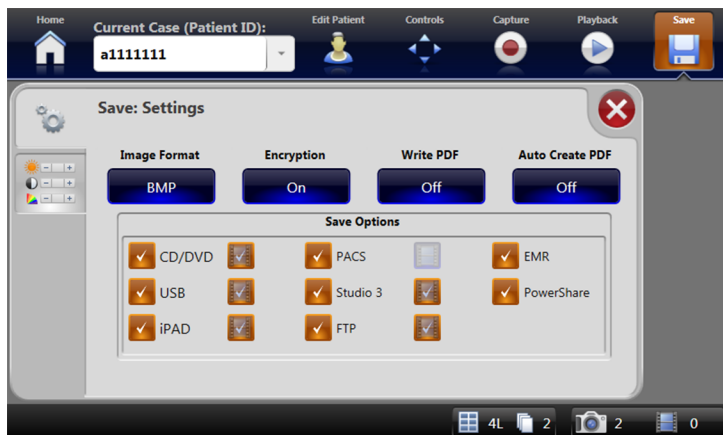 Home
Current Case (Patient ID):
Edit Patient
Controls
Capture
Playback
Save
a1111111
Save: Settings
Image Format
Encryption
Write PDF
Auto Create PDF
BMP
On
Off
Off
Save Options
CD/DVD
PACS
EMR
USB
Studio 3
PowerShare
iPAD
FTP
4L
2
2
0